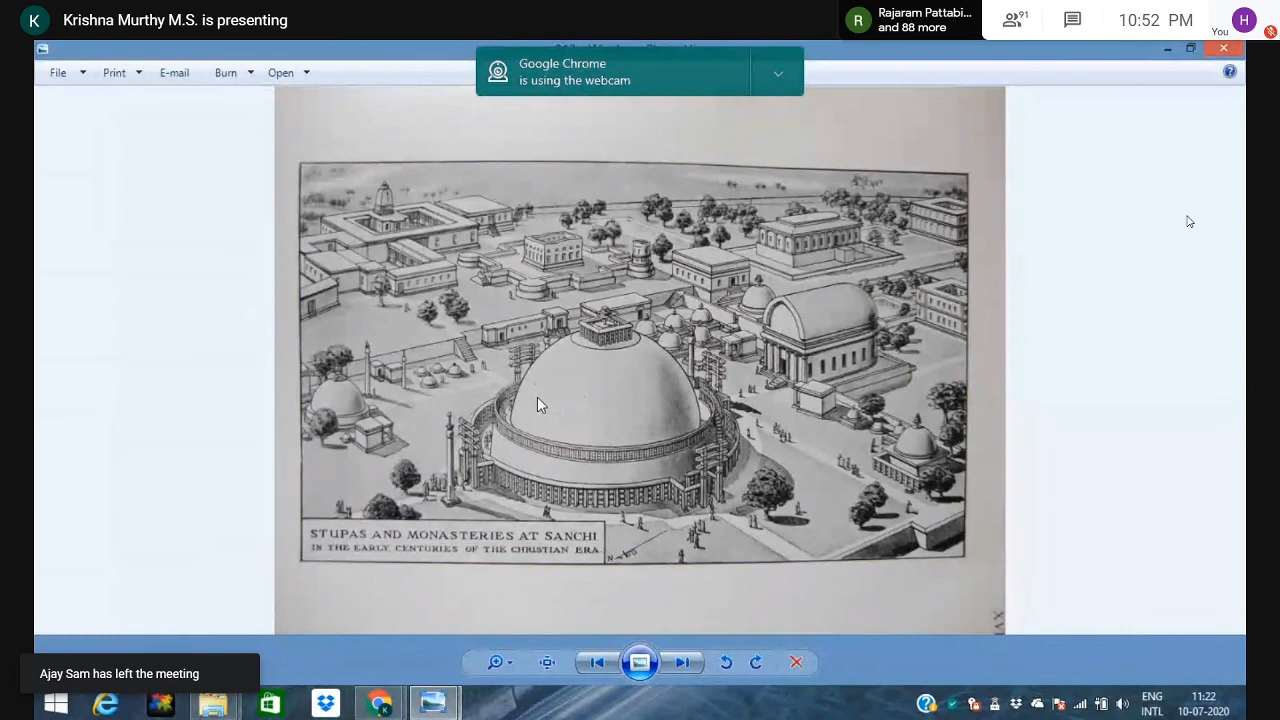 K Krishna Murthy M.S. is presenting
R Rajaram Pattabi...
and 88 more
91
10:52 PM
You
H
File Print E-mail Burn Open
Google Chrome
is using the webcam
STUPAS AND MONASTERIES AT SANCHI
IN THE EARLY CENTURIES OF THE CHRISTIAN ERA.
XV
Ajay Sam has left the meeting
ENG
INTL
11:22
10-07-2020